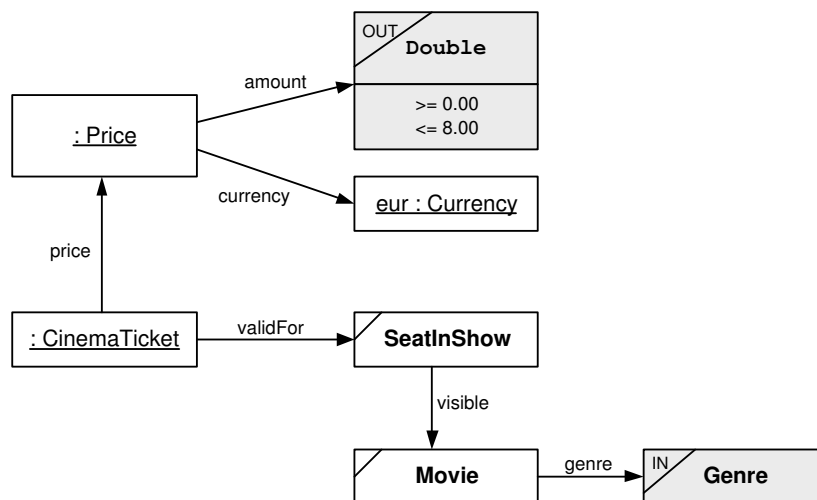 OUT
Double
amount
>= 0.00
<= 8.00
: Price
currency
eur : Currency
price
: CinemaTicket
validFor
SeatInShow
visible
Movie
genre
IN
Genre